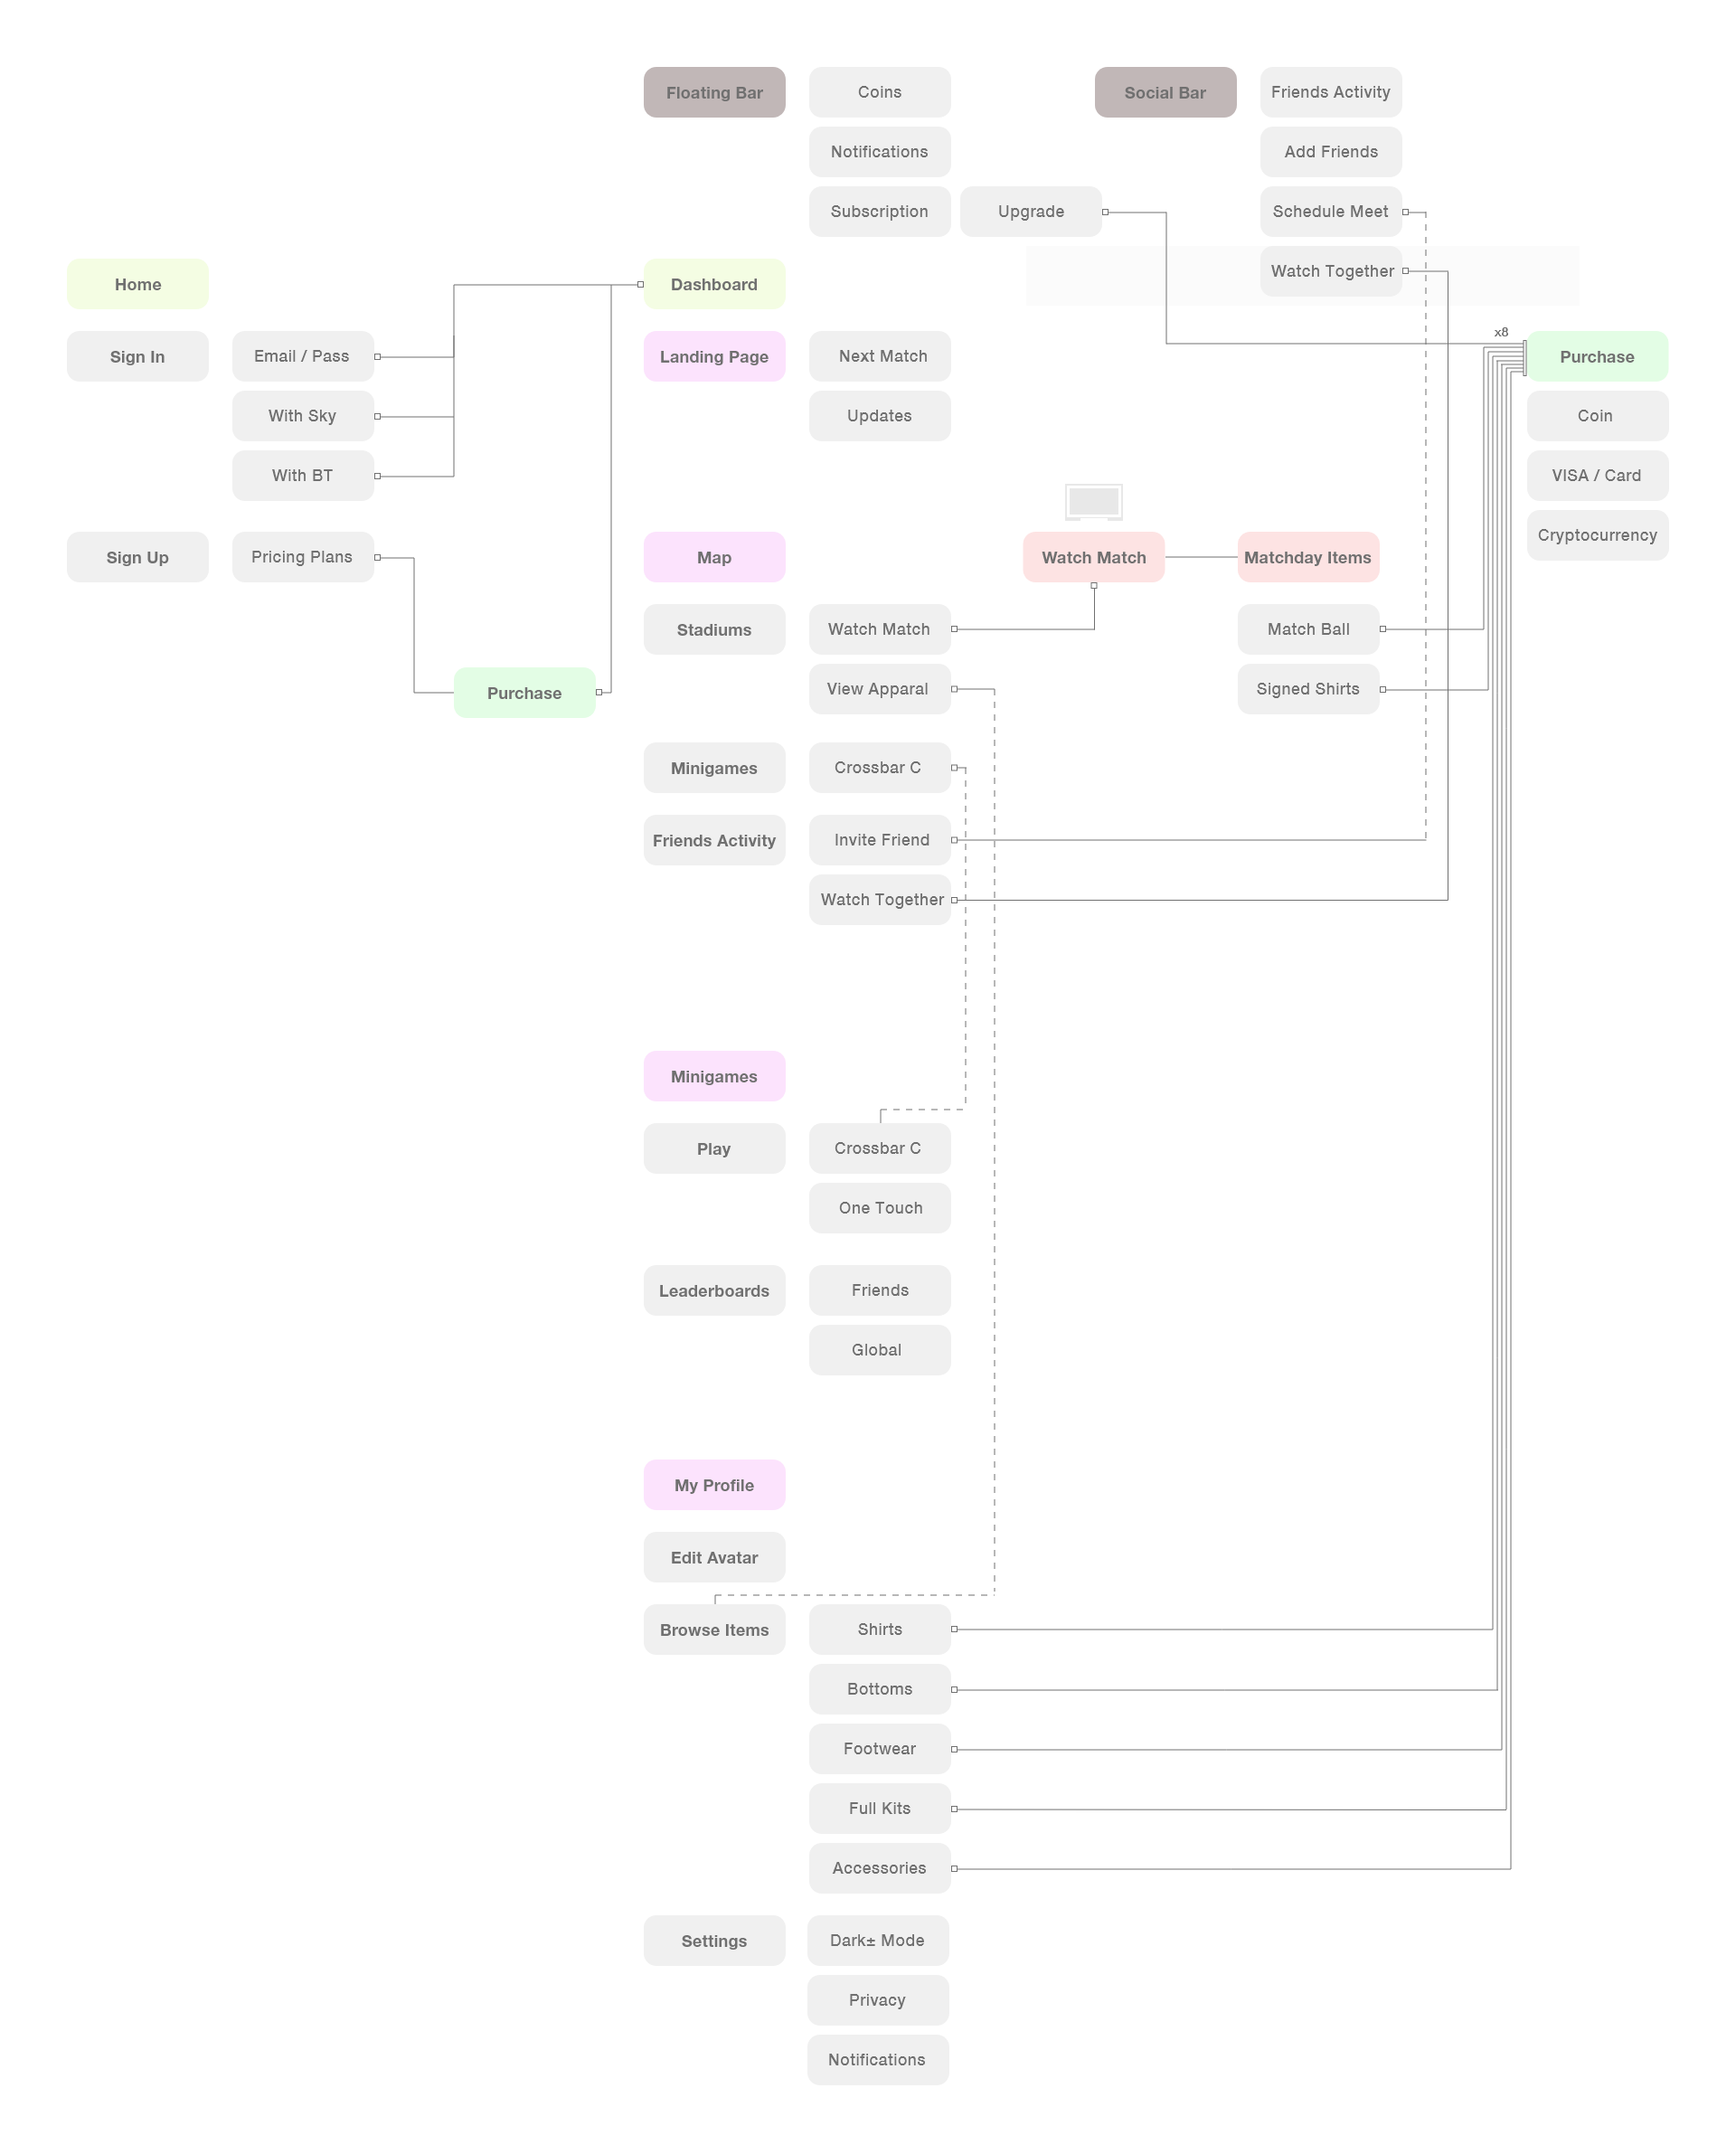 Floating Bar
Coins
Social Bar
Friends Activity
Notifications
Add Friends
Subscription
Upgrade
Schedule Meet
Watch Together
Home
Dashboard
x8
Sign In
Email / Pass
Landing Page
Next Match
Purchase
With Sky
Updates
Coin
With BT
VISA / Card
Cryptocurrency
Sign Up
Pricing Plans
Map
Watch Match
Matchday Items
Stadiums
Watch Match
Match Ball
Purchase
View Apparal
Signed Shirts
Minigames
Crossbar C
Friends Activity
Invite Friend
Watch Together
Minigames
Play
Crossbar C
One Touch
Leaderboards
Friends
Global
My Profile
Edit Avatar
Browse Items
Shirts
Bottoms
Footwear
Full Kits
Accessories
Settings
Dark± Mode
Privacy
Notifications